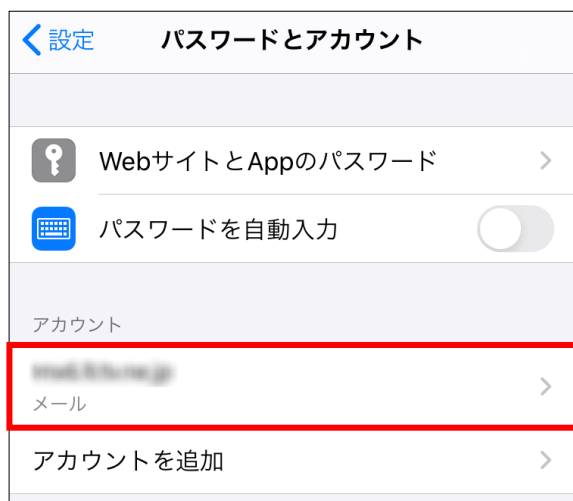 設定
パスワードとアカウント
WebサイトとAppのパスワード
パスワードを自動入力
アカウント
メール
アカウントを追加